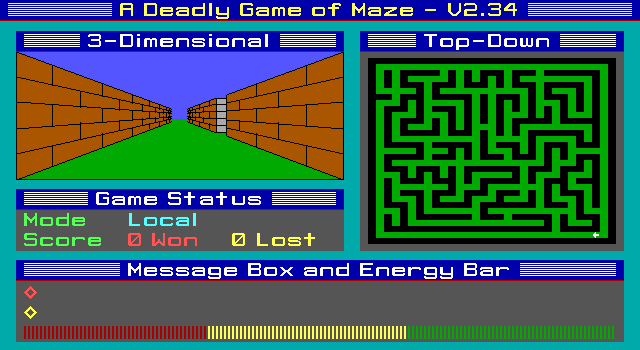 A Deadly Game of Maze - V2.34
3-Dimensional
Top-Down
Game Status
Mode Local
Score 0 Won 0 Lost
Message Box and Energy Bar